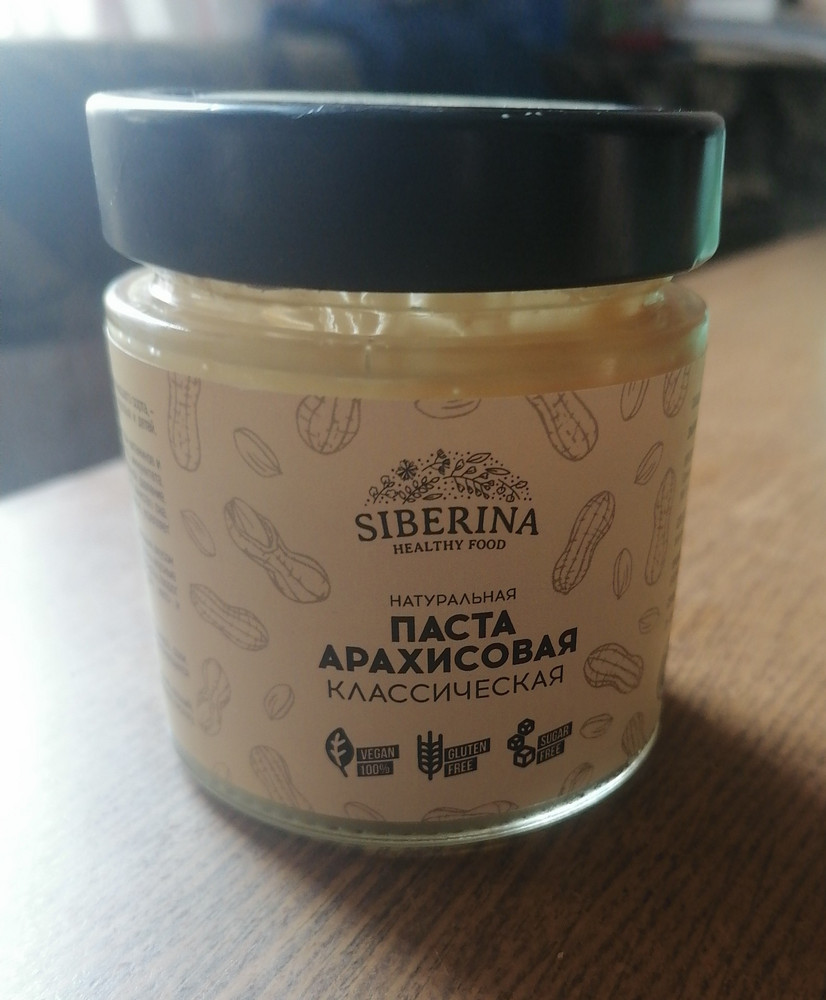 SIBERINA
HEALTHY FOOD
НАТУРАЛЬНАЯ
ПАСТА
АРАХИСОВАЯ
КЛАССИЧЕСКАЯ
VEGAN
100%
GLUTEN
FREE
SUGAR
FREE